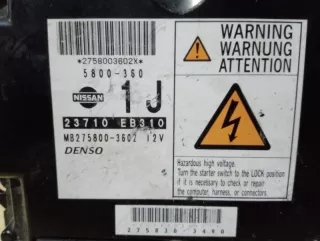 *2758003602X*
5800-360
NISSAN
1J
23710 EB310
MB275800-3602 12V
DENSO
WARNING
WARNUNG
ATTENTION
Hazardous high voltage.
Turn the starter switch to the LOCK position
if it is necessary to check or repair
the computer, harness, or connectors.